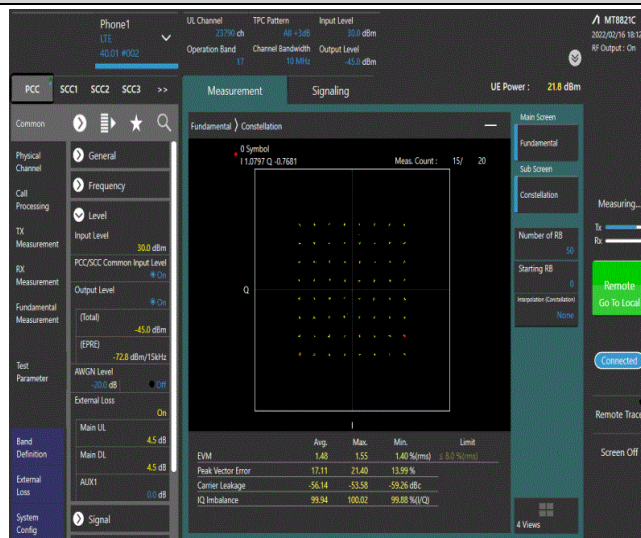 Phone1
LTE
40.01 #002
UL Channel
23790 ch
TPC Pattern
All +3dB
Input Level
30.0 dBm
Operation Band
17
Channel Bandwidth
10 MHz
Output Level
-45.0 dBm
MT8821C
2022/02/16 18:12
RF Output : On
PCC SCC1 SCC2 SCC3 >>
Measurement
Signaling
UE Power : 21.8 dBm
Common
Physical
Channel
Call
Processing
TX
Measurement
RX
Measurement
Fundamental
Measurement
Test
Parameter
Band
Definition
External
Loss
System
Config
General
Frequency
Level
Input Level
30.0 dBm
PCC/SCC Common Input Level
On
Output Level
On
(Total)
-45.0 dBm
(EPRE)
-72.8 dBm/15kHz
AWGN Level
-20.0 dB Off
External Loss
On
Main UL
4.5 dB
Main DL
4.5 dB
AUX1
0.0 dB
Signal
Fundamental Constellation
0 Symbol
I 1.0797 Q -0.7681
Meas. Count : 15/ 20
Q
I
Avg. Max. Min. Limit
EVM 1.48 1.55 1.40 %(rms) ≤ 8.0 %(rms)
Peak Vector Error 17.11 21.40 13.99 %
Carrier Leakage -56.14 -53.58 -59.26 dBc
IQ Imbalance 99.94 100.02 99.88 %(I/Q)
Main Screen
Fundamental
Sub Screen
Constellation
Number of RB
50
Starting RB
0
Interpolation (Constellation)
None
4 Views
Measuring...
Tx
Rx
Remote
Go To Local
Connected
Remote Trace
Screen Off